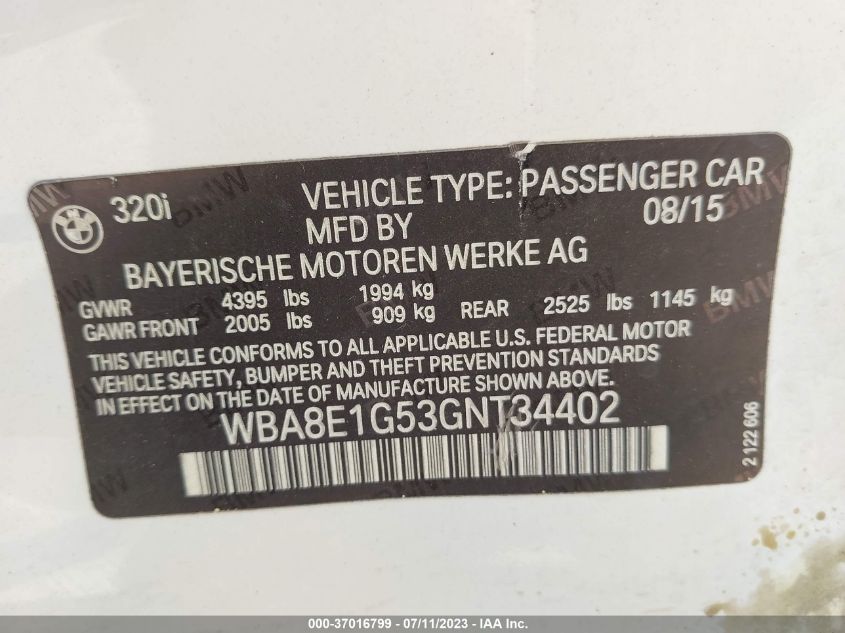 BMW
320i
VEHICLE TYPE: PASSENGER CAR
MFD BY 08/15
BAYERISCHE MOTOREN WERKE AG
GVWR 4395 lbs 1994 kg
GAWR FRONT 2005 lbs 909 kg REAR 2525 lbs 1145 kg
THIS VEHICLE CONFORMS TO ALL APPLICABLE U.S. FEDERAL MOTOR
VEHICLE SAFETY, BUMPER AND THEFT PREVENTION STANDARDS
IN EFFECT ON THE DATE OF MANUFACTURE SHOWN ABOVE.
WBA8E1G53GNT34402
2 122 606
000-37016799 - 07/11/2023 - IAA Inc.